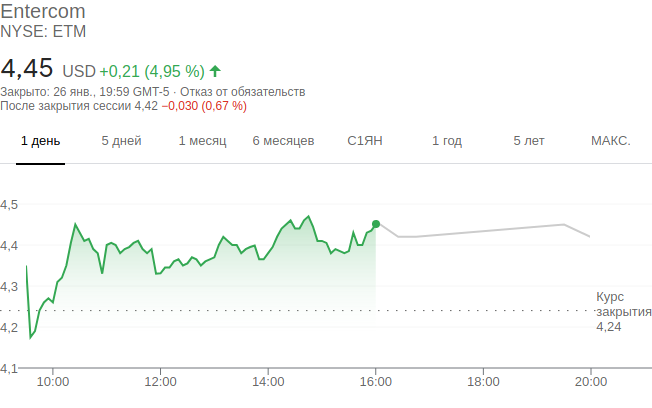 Entercom
NYSE: ETM
4,45 USD +0,21 (4,95 %)
Закрыто: 26 янв., 19:59 GMT-5 · Отказ от обязательств
После закрытия сессии 4,42 −0,030 (0,67 %)
1 день 5 дней 1 месяц 6 месяцев С1ЯН 1 год 5 лет МАКС.
4,5
4,4
4,3
Курс
закрытия
4,24
4,2
4,1
10:00 12:00 14:00 16:00 18:00 20:00